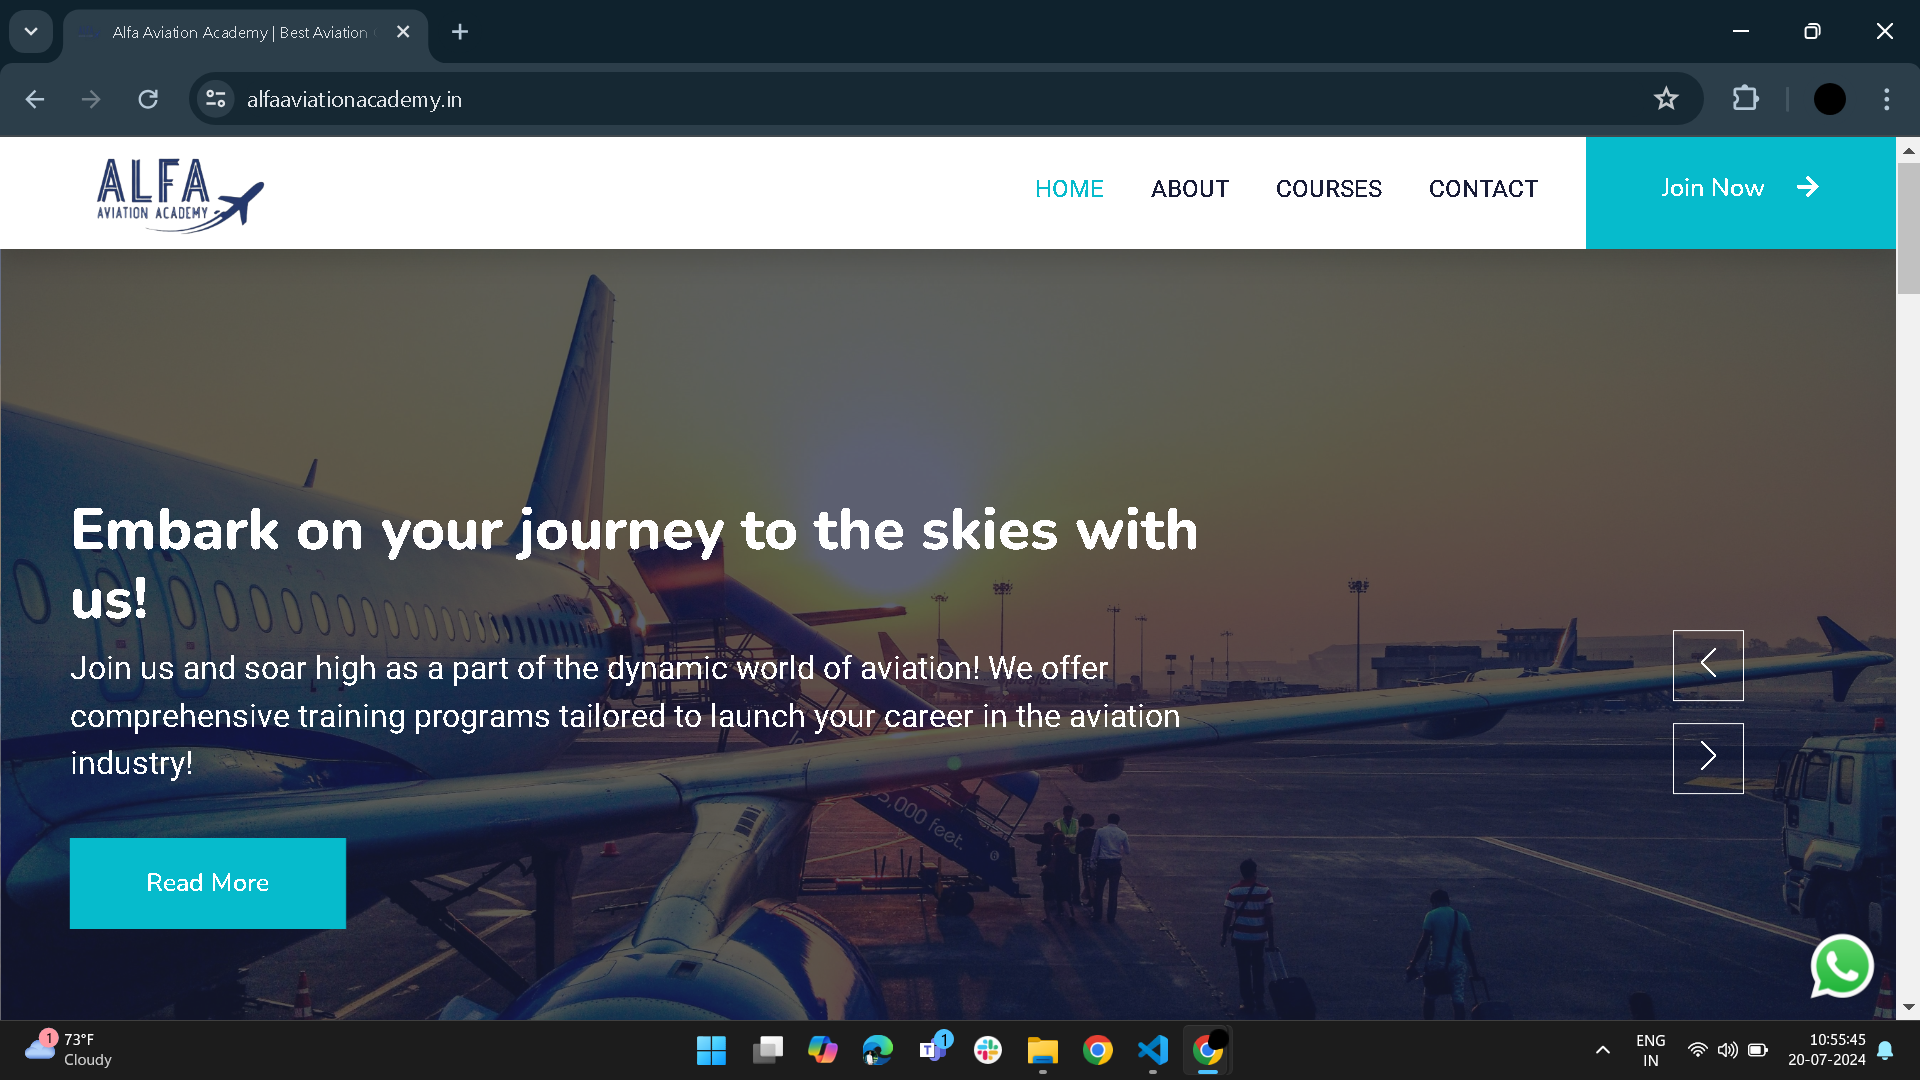 Alfa Aviation Academy | Best Aviation
alfaaviationacademy.in
ALFA
AVIATION ACADEMY
HOME
ABOUT
COURSES
CONTACT
Join Now
Embark on your journey to the skies with
us!
Join us and soar high as a part of the dynamic world of aviation! We offer
comprehensive training programs tailored to launch your career in the aviation
industry!
5,000 feet.
6
Read More
1
73°F
Cloudy
T
1
ENG
IN
10:55:45
20-07-2024